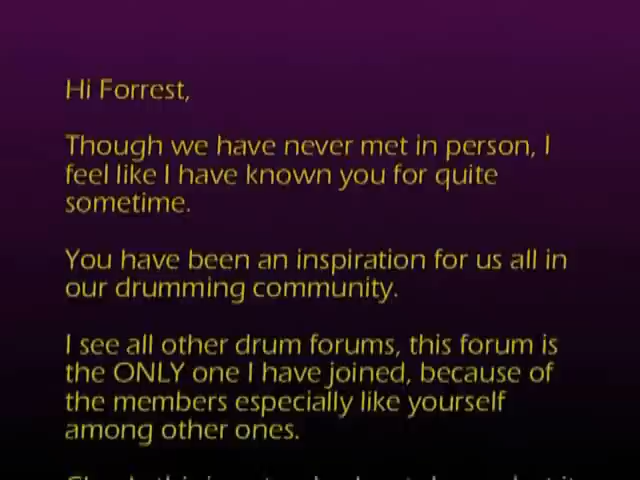 Hi Forrest,
Though we have never met in person, I
feel like I have known you for quite
sometime.
You have been an inspiration for us all in
our drumming community.
I see all other drum forums, this forum is
the ONLY one I have joined, because of
the members especially like yourself
among other ones.